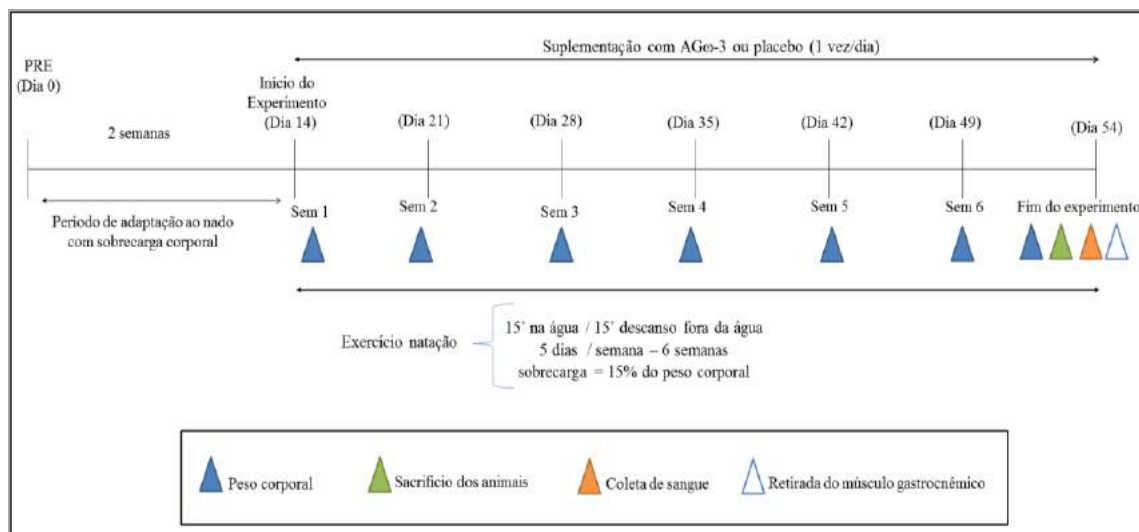 Suplementação com AGω-3 ou placebo (1 vez/dia)
PRE
(Dia 0)
Inicio do
Experimento
(Dia 14)
(Dia 21)
(Dia 28)
(Dia 35)
(Dia 42)
(Dia 49)
(Dia 54)
2 semanas
Periodo de adaptação ao nado
com sobrecarga corporal
Sem 1
Sem 2
Sem 3
Sem 4
Sem 5
Sem 6
Fim do experimento
Exercício natação
15' na água / 15' descanso fora da água
5 dias / semana – 6 semanas
sobrecarga = 15% do peso corporal
Peso corporal
Sacrificio dos animais
Coleta de sangue
Retirada do músculo gastrocnêmico